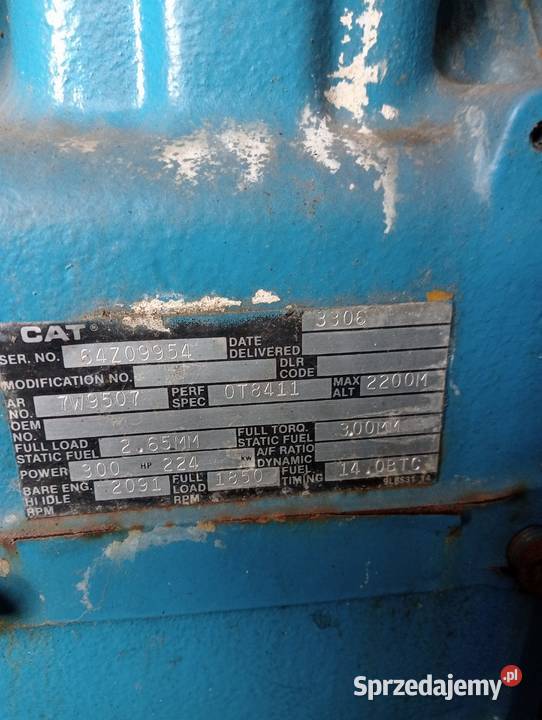 CAT®
3306
SER. NO. 64Z09954 DATE DELIVERED
MODIFICATION NO. DLR CODE
AR NO. 7W9507 PERF SPEC 0T8411 MAX ALT 2200M
OEM NO.
FULL LOAD STATIC FUEL 2.65MM FULL TORQ. STATIC FUEL 3.00MM
A/F RATIO DYNAMIC
POWER 300 HP 224 KW FUEL TIMING 14.0BTC
BARE ENG. HI IDLE RPM 2091 FULL LOAD RPM 1850
Sprzedajemy.pl